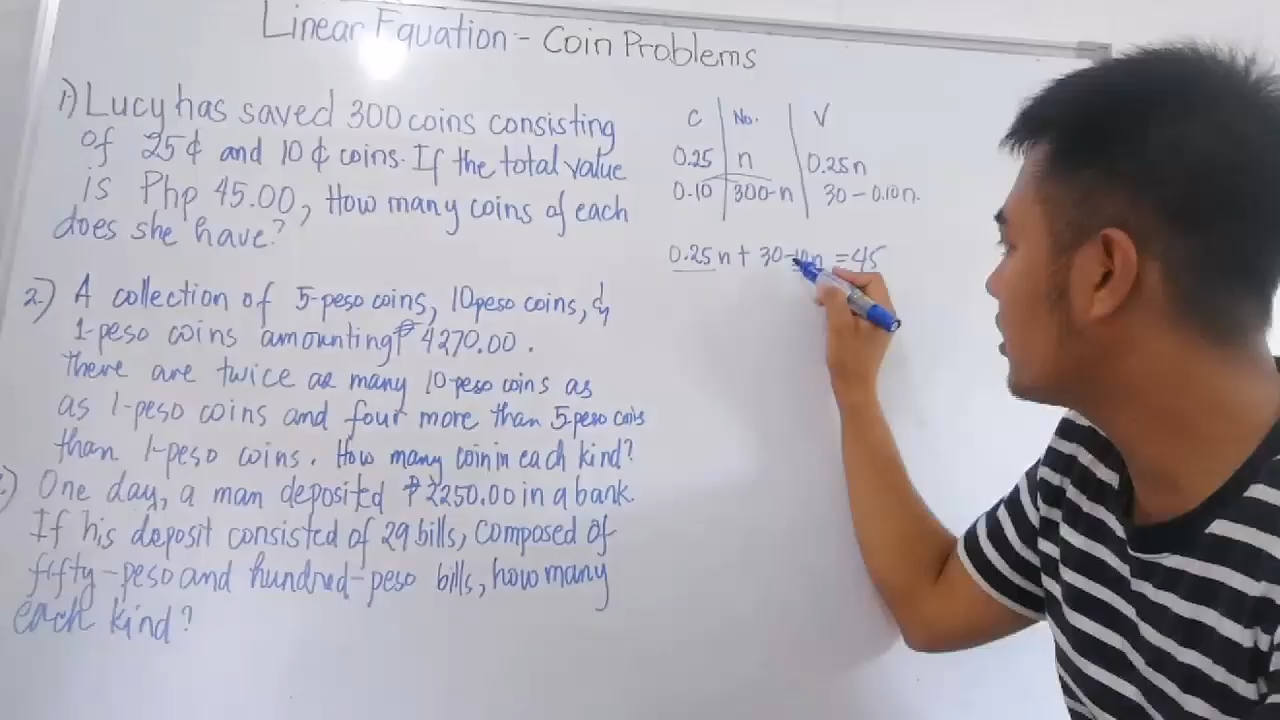 Linear Equation - Coin Problems
1.) Lucy has saved 300 coins consisting
of 25¢ and 10¢ coins. If the total value
is Php 45.00, How many coins of each
does she have?
2.) A collection of 5-peso coins, 10peso coins, &
1-peso coins amounting ₱4270.00.
There are twice as many 10-peso coins as
as 1-peso coins and four more than 5-peso coins
than 1-peso coins. How many coin in each kind?
One day, a man deposited ₱2250.00 in a bank.
If his deposit consisted of 29 bills, composed of
fifty-peso and hundred-peso bills, how many
each kind?
C No. V
0.25 n 0.25n
0.10 300-n 30-0.10n.
0.25n + 30 - n = 45